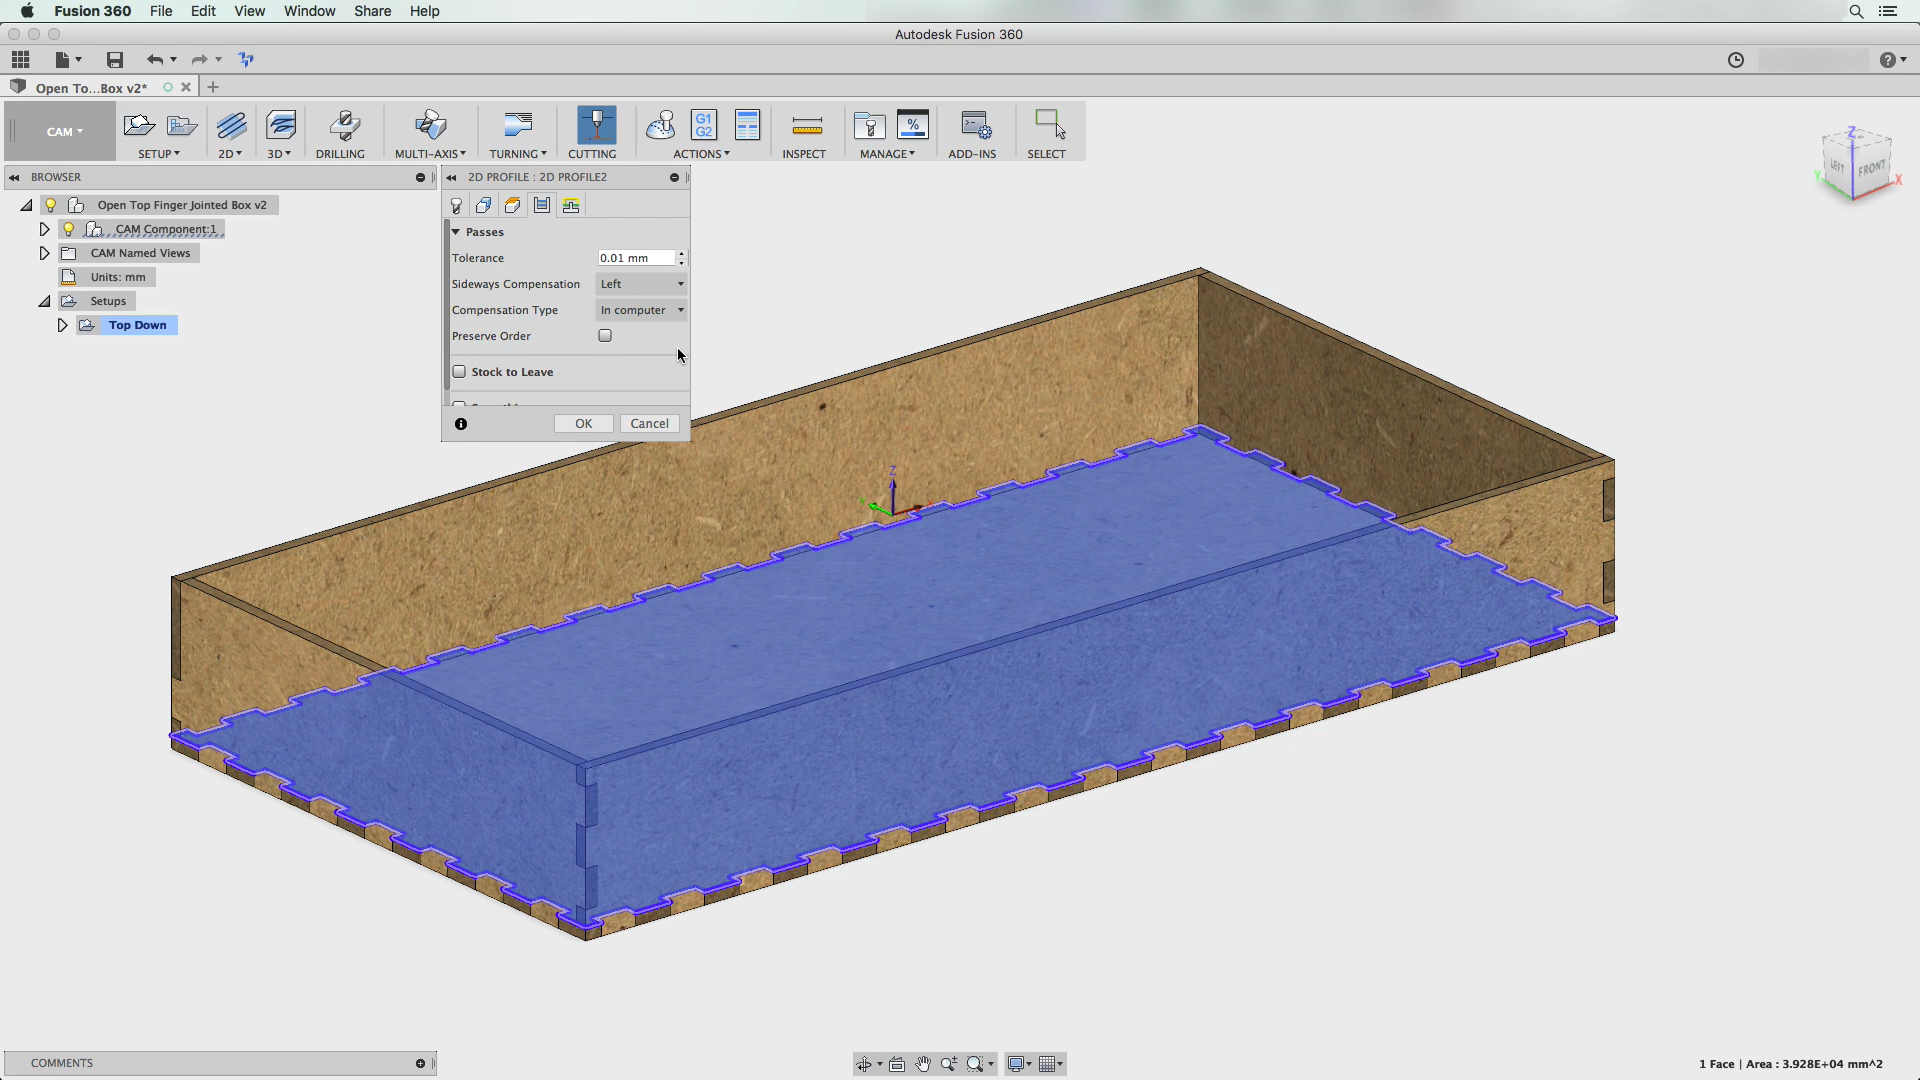 Fusion 360 File Edit View Window Share Help
Autodesk Fusion 360
Open To...Box v2*
CAM
SETUP 2D 3D DRILLING MULTI-AXIS TURNING CUTTING ACTIONS INSPECT MANAGE ADD-INS SELECT
G1
G2
%
Z
LEFT FRONT
Y X
BROWSER
Open Top Finger Jointed Box v2
CAM Component:1
CAM Named Views
Units: mm
Setups
Top Down
2D PROFILE : 2D PROFILE2
Passes
Tolerance 0.01 mm
Sideways Compensation Left
Compensation Type In computer
Preserve Order
Stock to Leave
OK Cancel
Z
COMMENTS
1 Face | Area : 3.928E+04 mm^2